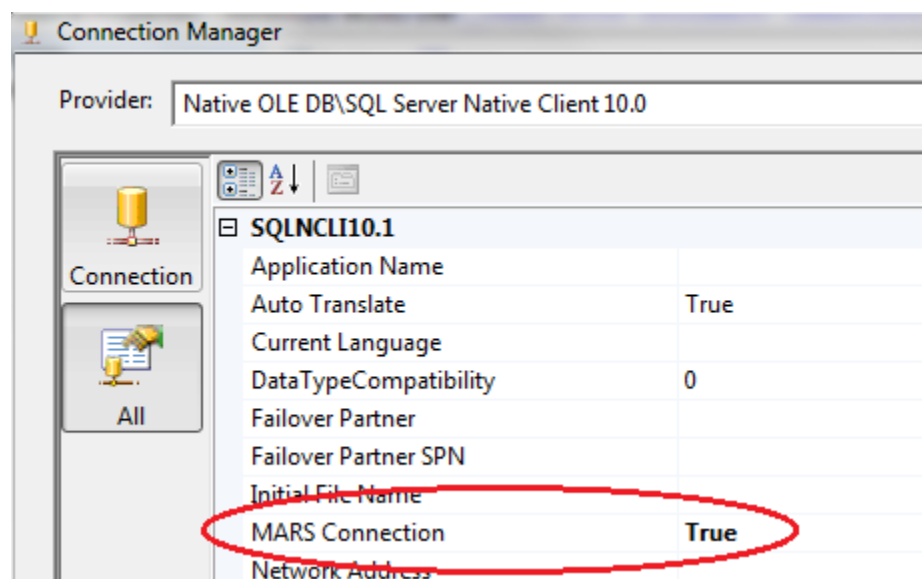 Connection Manager
Provider: Native OLE DB\SQL Server Native Client 10.0
A
Z
SQLNCLI10.1
Connection
All
Application Name
Auto Translate True
Current Language
DataTypeCompatibility 0
Failover Partner
Failover Partner SPN
Initial File Name
MARS Connection True
Network Address